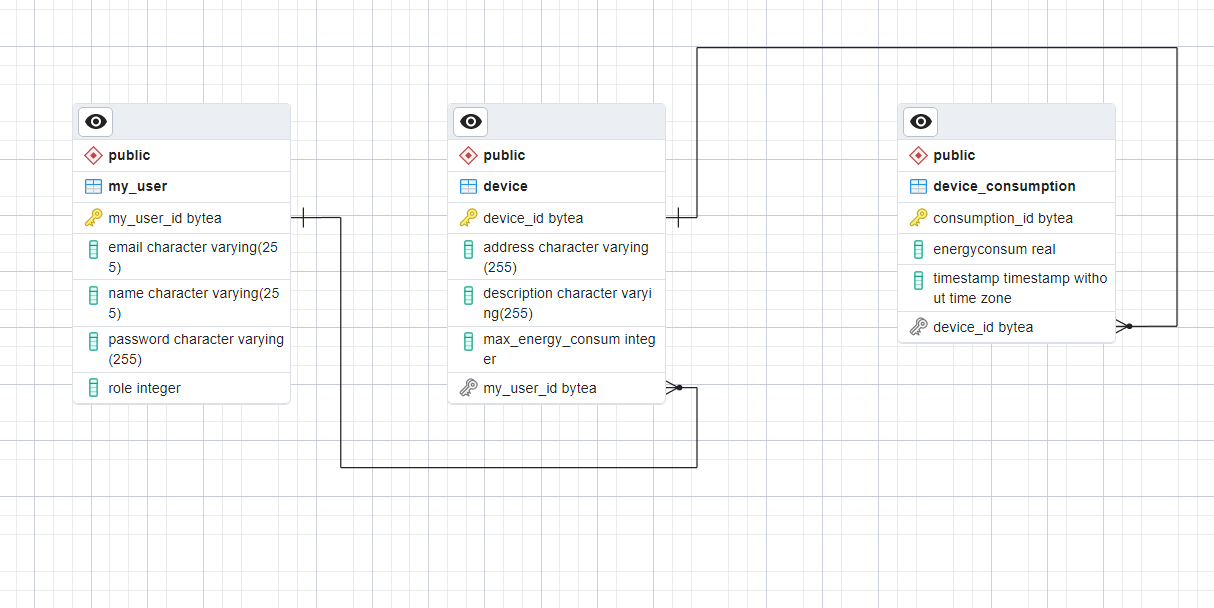 public
my_user
my_user_id bytea
email character varying(25
5)
name character varying(25
5)
password character varying
(255)
role integer
public
device
device_id bytea
address character varying
(255)
description character varyi
ng(255)
max_energy_consum integ
er
my_user_id bytea
public
device_consumption
consumption_id bytea
energyconsum real
timestamp timestamp witho
ut time zone
device_id bytea